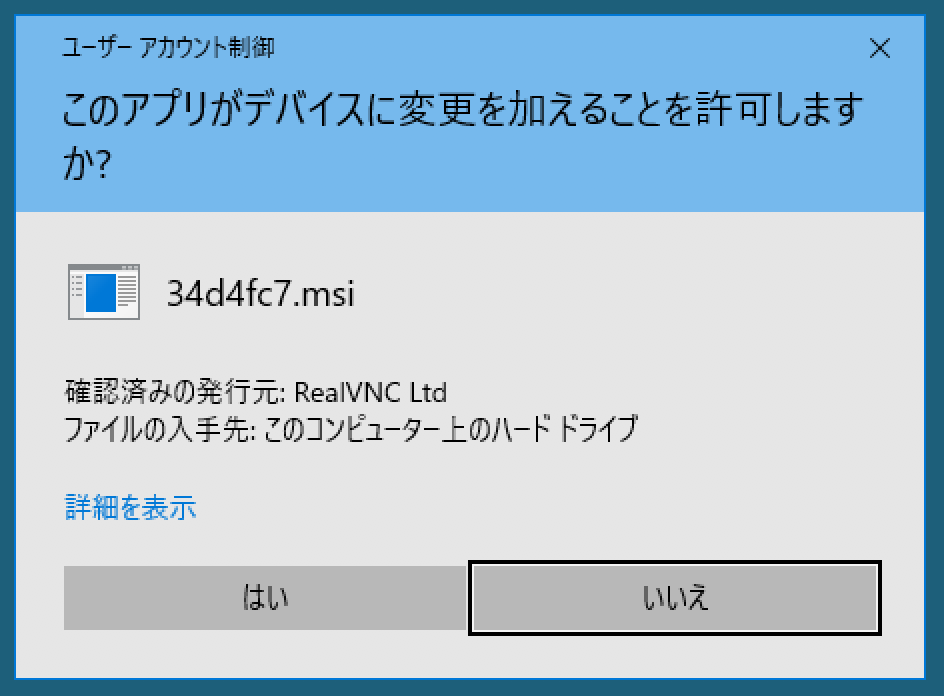 ユーザー アカウント制御
このアプリがデバイスに変更を加えることを許可します
か?
34d4fc7.msi
確認済みの発行元: RealVNC Ltd
ファイルの入手先: このコンピューター上のハード ドライブ
詳細を表示
はい
いいえ